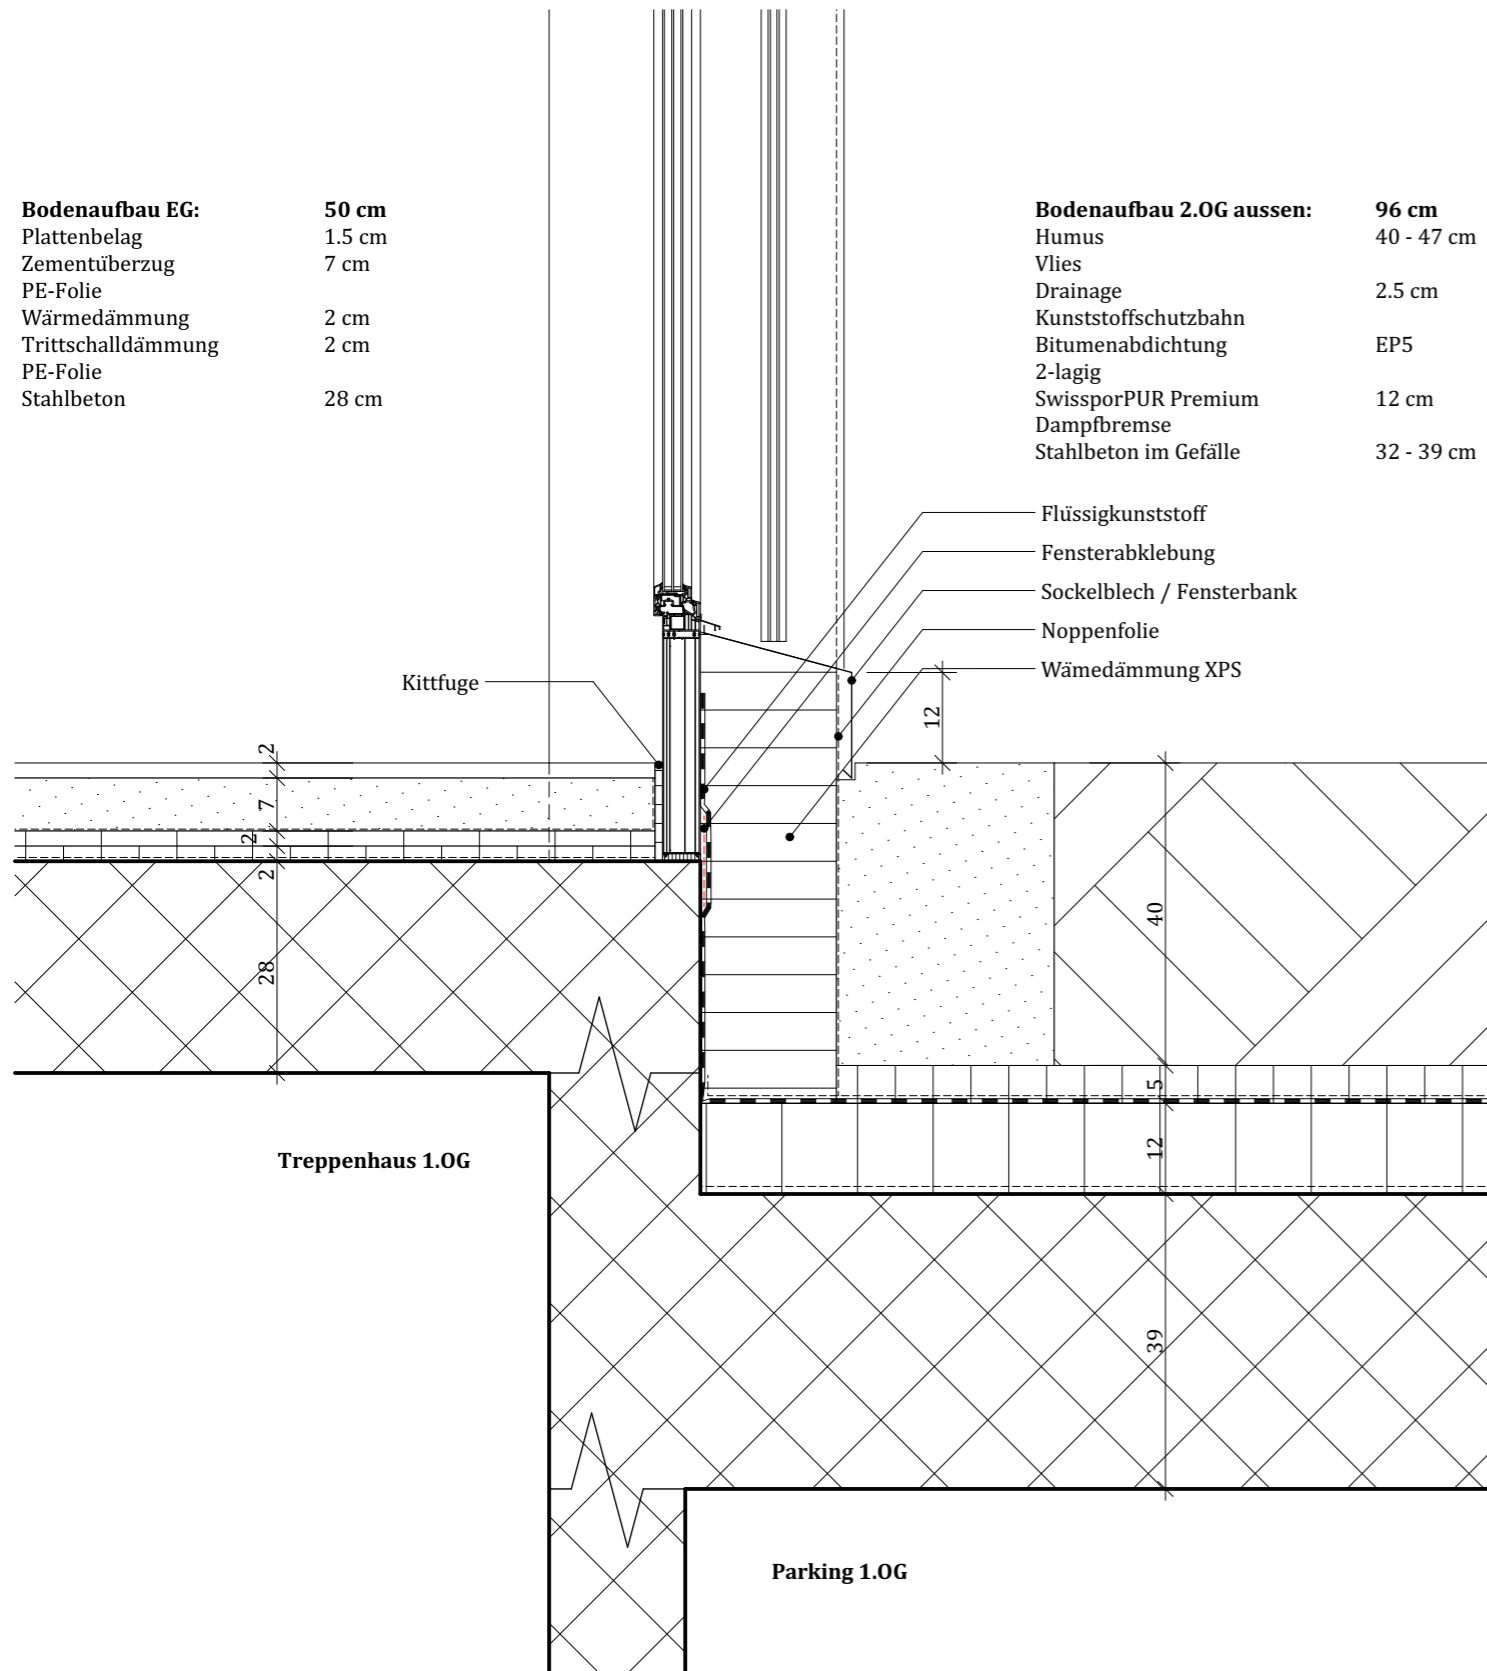 Bodenaufbau EG: 50 cm
Plattenbelag 1.5 cm
Zementüberzug 7 cm
PE-Folie
Wärmedämmung 2 cm
Trittschalldämmung 2 cm
PE-Folie
Stahlbeton 28 cm
Bodenaufbau 2.OG aussen: 96 cm
Humus 40 - 47 cm
Vlies
Drainage 2.5 cm
Kunststoffschutzbahn
Bitumenabdichtung EP5
2-lagig
SwissporPUR Premium 12 cm
Dampfbremse
Stahlbeton im Gefälle 32 - 39 cm
Flüssigkunststoff
Fensterabklebung
Sockelblech / Fensterbank
Noppenfolie
Wämedämmung XPS
Kittfuge
12
2
7
2
2
28
40
5
12
39
Treppenhaus 1.OG
Parking 1.OG